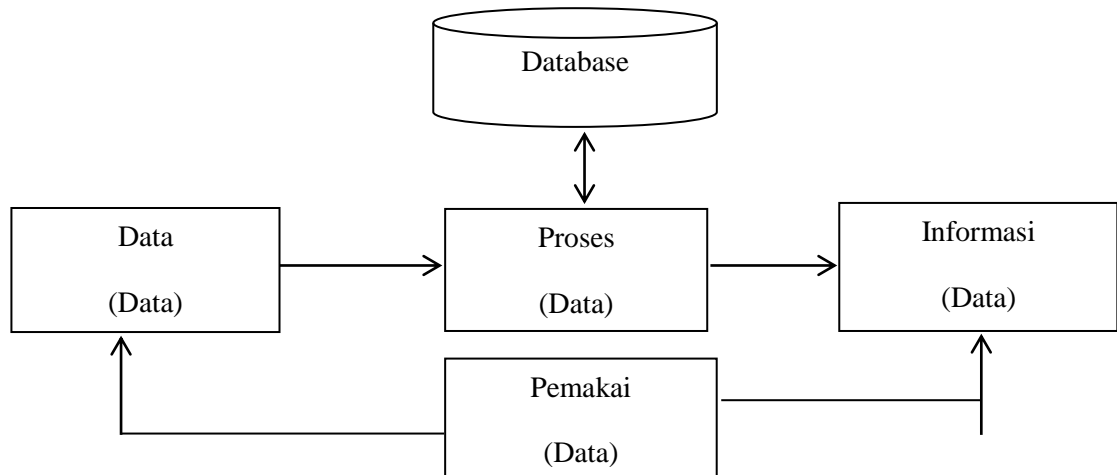 Database
Data
(Data)
Proses
(Data)
Informasi
(Data)
Pemakai
(Data)